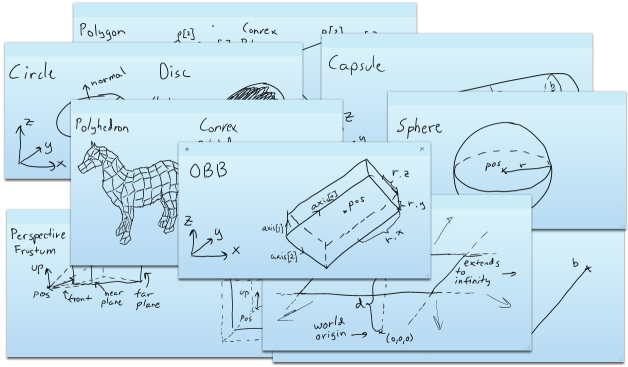 Polygon
p[3]
Convex
Circle
normal
Disc
Capsule
z
y
x
Polyhedron
Convex
Sphere
pos
r
OBB
axis[0]
pos
r.z
r.y
r.x
axis[1]
axis[2]
z
y
x
Perspective
Frustum
up
pos
front
near
plane
far
plane
up
pos
d
extends
to
infinity
world
origin
(0,0,0)
b